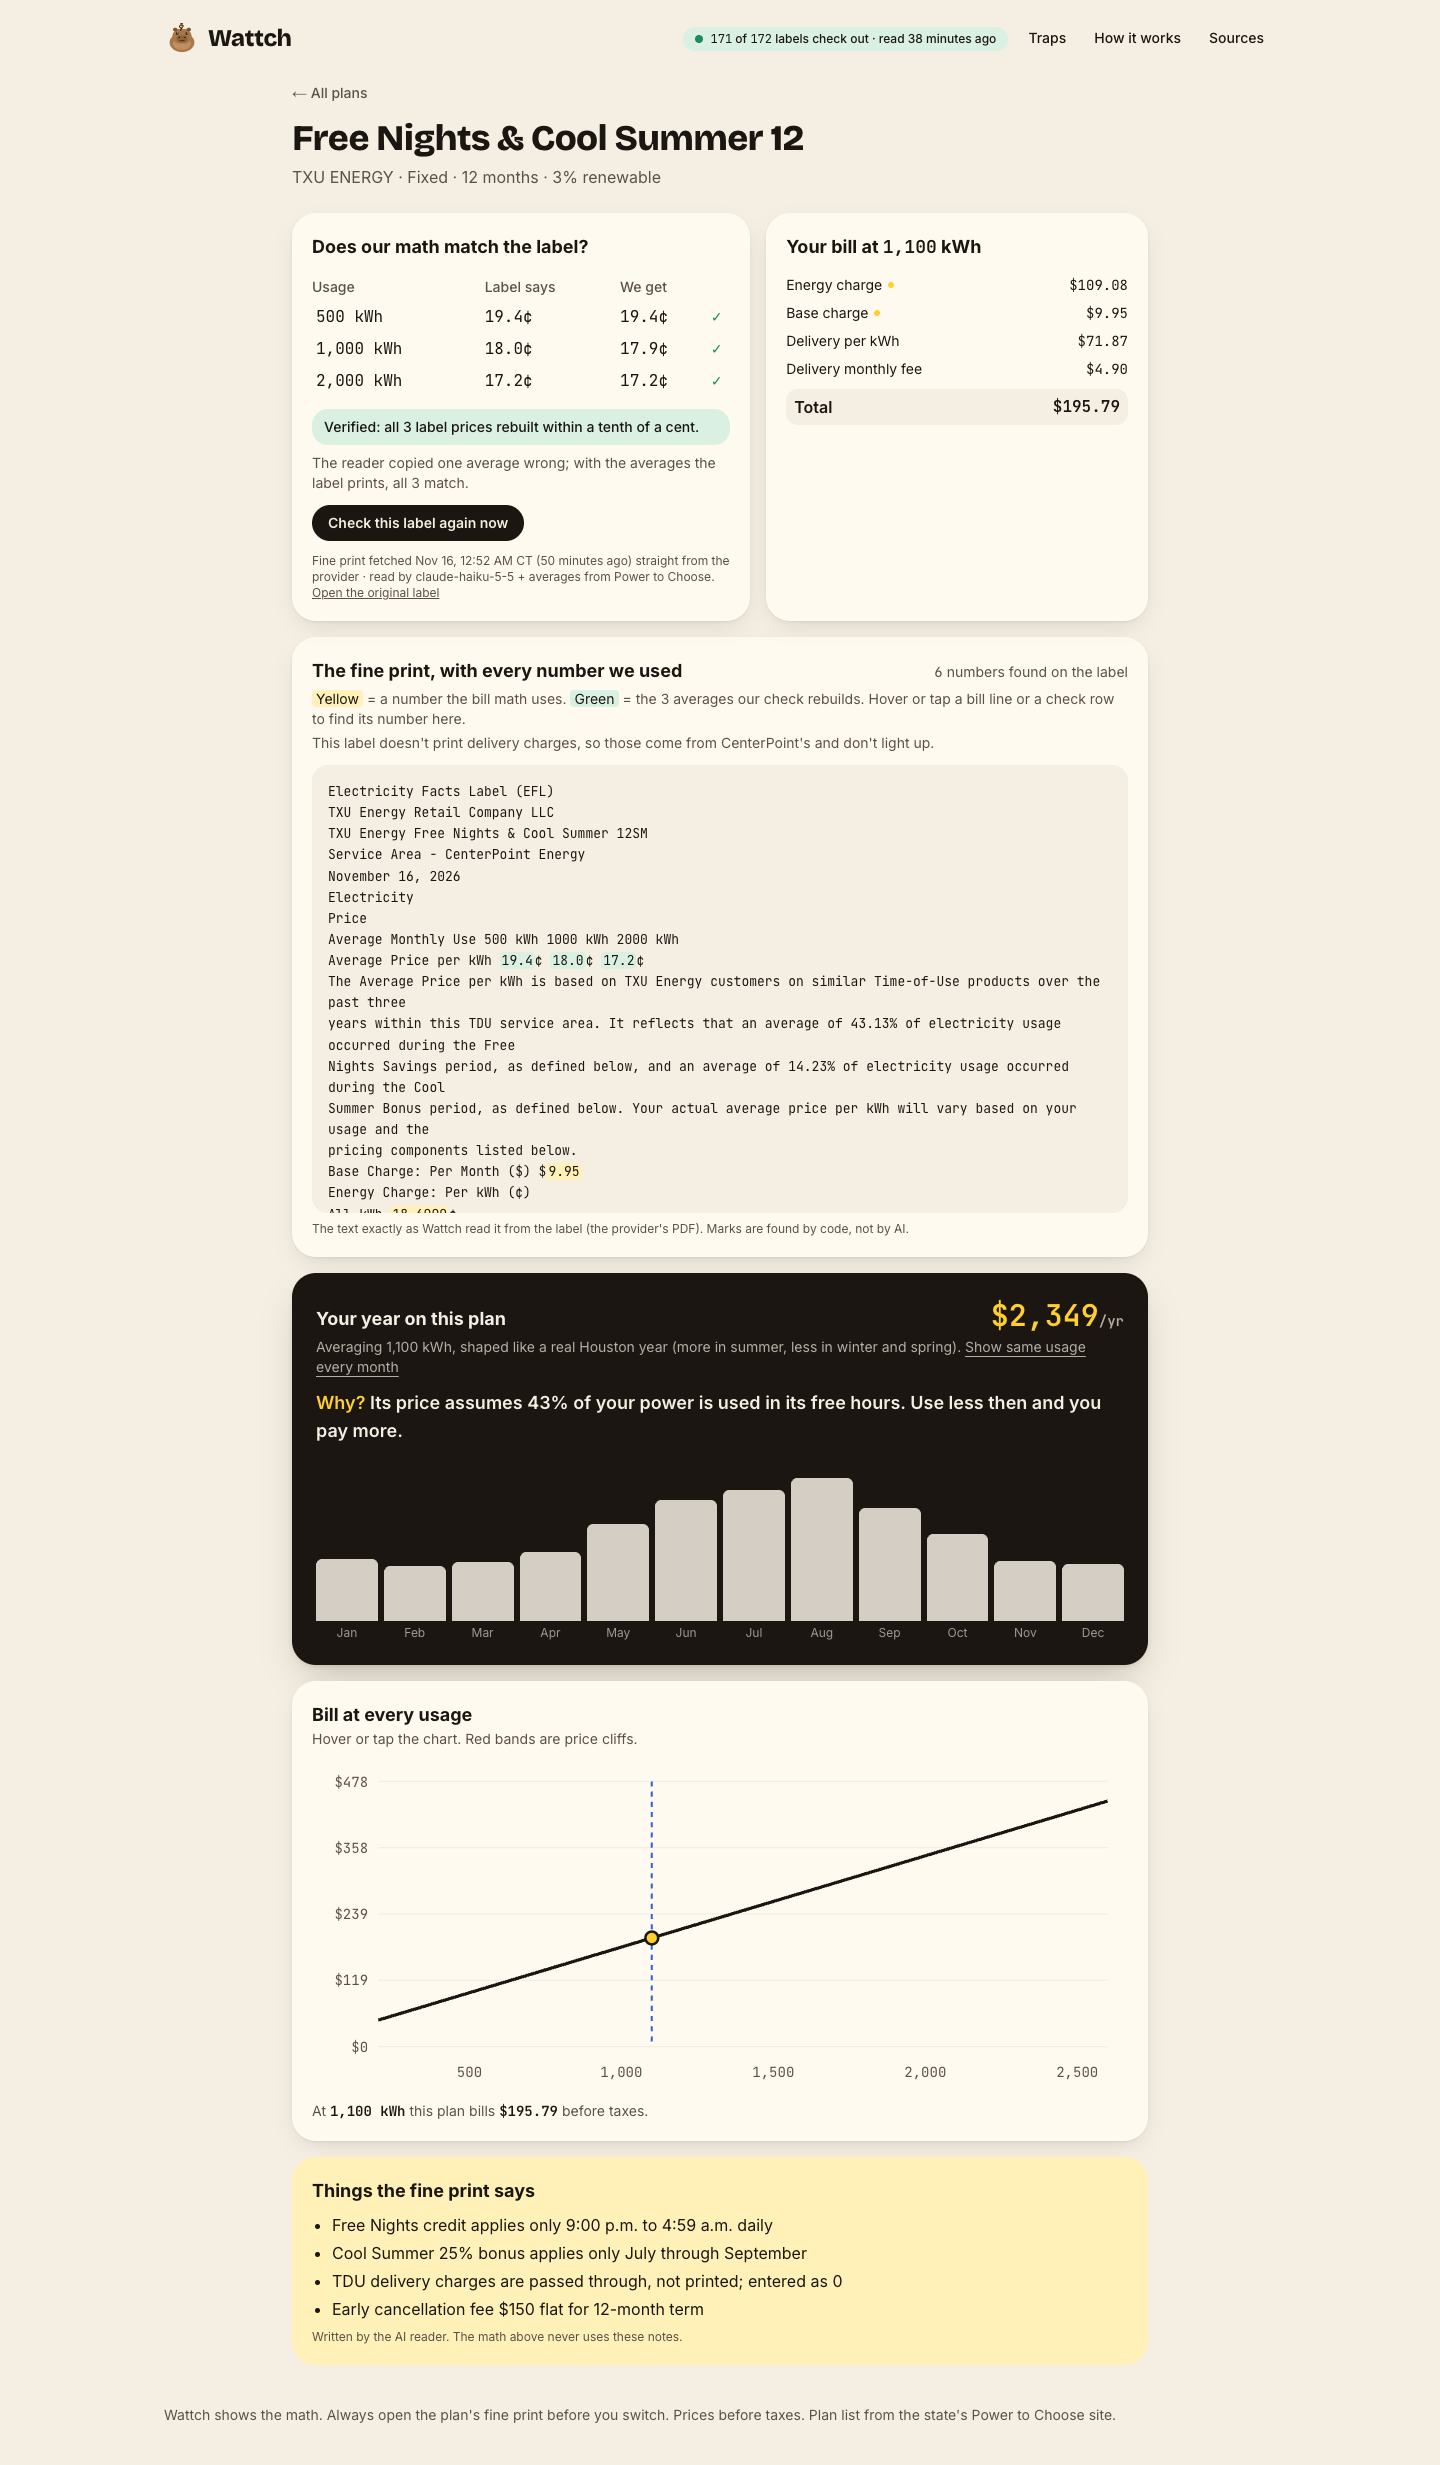 Wattch
171 of 172 labels check out · read 38 minutes ago
Traps
How it works
Sources
← All plans
Free Nights & Cool Summer 12
TXU ENERGY · Fixed · 12 months · 3% renewable
Does our math match the label?
Usage Label says We get
500 kWh 19.4¢ 19.4¢ ✓
1,000 kWh 18.0¢ 17.9¢ ✓
2,000 kWh 17.2¢ 17.2¢ ✓
Verified: all 3 label prices rebuilt within a tenth of a cent.
The reader copied one average wrong; with the averages the
label prints, all 3 match.
Check this label again now
Fine print fetched Nov 16, 12:52 AM CT (50 minutes ago) straight from the
provider · read by claude-haiku-5-5 + averages from Power to Choose.
Open the original label
Your bill at 1,100 kWh
Energy charge $109.08
Base charge $9.95
Delivery per kWh $71.87
Delivery monthly fee $4.90
Total $195.79
The fine print, with every number we used
6 numbers found on the label
Yellow = a number the bill math uses. Green = the 3 averages our check rebuilds. Hover or tap a bill line or a check row
to find its number here.
This label doesn't print delivery charges, so those come from CenterPoint's and don't light up.
Electricity Facts Label (EFL)
TXU Energy Retail Company LLC
TXU Energy Free Nights & Cool Summer 12SM
Service Area - CenterPoint Energy
November 16, 2026
Electricity
Price
Average Monthly Use 500 kWh 1000 kWh 2000 kWh
Average Price per kWh 19.4¢ 18.0¢ 17.2¢
The Average Price per kWh is based on TXU Energy customers on similar Time-of-Use products over the
past three
years within this TDU service area. It reflects that an average of 43.13% of electricity usage
occurred during the Free
Nights Savings period, as defined below, and an average of 14.23% of electricity usage occurred
during the Cool
Summer Bonus period, as defined below. Your actual average price per kWh will vary based on your
usage and the
pricing components listed below.
Base Charge: Per Month ($) $9.95
Energy Charge: Per kWh (¢)
All kWh
The text exactly as Wattch read it from the label (the provider's PDF). Marks are found by code, not by AI.
Your year on this plan
$2,349/yr
Averaging 1,100 kWh, shaped like a real Houston year (more in summer, less in winter and spring). Show same usage
every month
Why? Its price assumes 43% of your power is used in its free hours. Use less then and you
pay more.
Jan Feb Mar Apr May Jun Jul Aug Sep Oct Nov Dec
Bill at every usage
Hover or tap the chart. Red bands are price cliffs.
$478
$358
$239
$119
$0
500 1,000 1,500 2,000 2,500
At 1,100 kWh this plan bills $195.79 before taxes.
Things the fine print says
• Free Nights credit applies only 9:00 p.m. to 4:59 a.m. daily
• Cool Summer 25% bonus applies only July through September
• TDU delivery charges are passed through, not printed; entered as 0
• Early cancellation fee $150 flat for 12-month term
Written by the AI reader. The math above never uses these notes.
Wattch shows the math. Always open the plan's fine print before you switch. Prices before taxes. Plan list from the state's Power to Choose site.